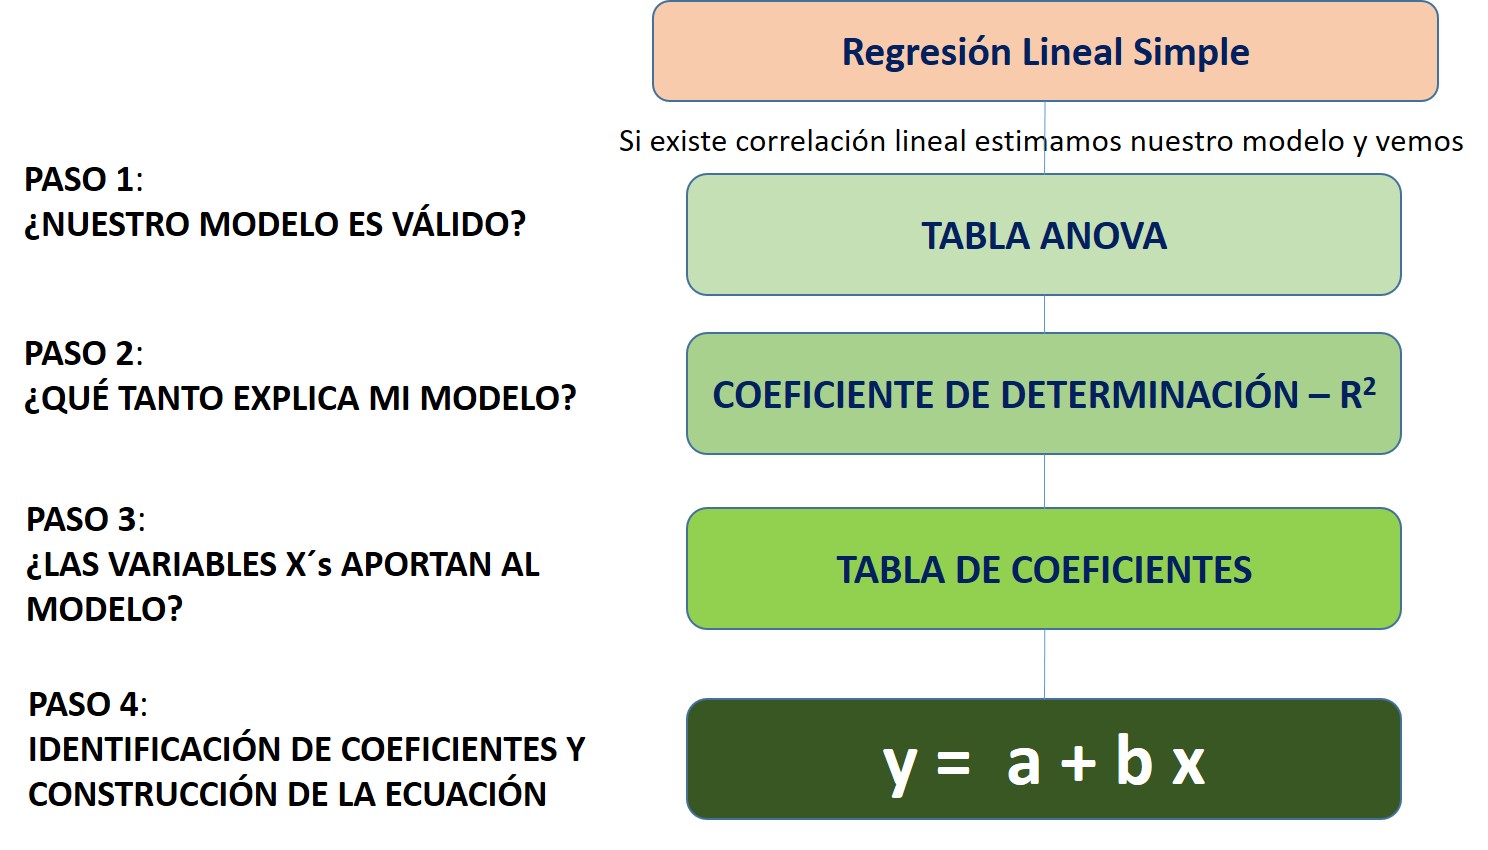 Regresión Lineal Simple
Si existe correlación lineal estimamos nuestro modelo y vemos
PASO 1:
¿NUESTRO MODELO ES VÁLIDO?
TABLA ANOVA
PASO 2:
¿QUÉ TANTO EXPLICA MI MODELO?
COEFICIENTE DE DETERMINACIÓN – R²
PASO 3:
¿LAS VARIABLES X´s APORTAN AL
MODELO?
TABLA DE COEFICIENTES
PASO 4:
IDENTIFICACIÓN DE COEFICIENTES Y
CONSTRUCCIÓN DE LA ECUACIÓN
y = a + b x